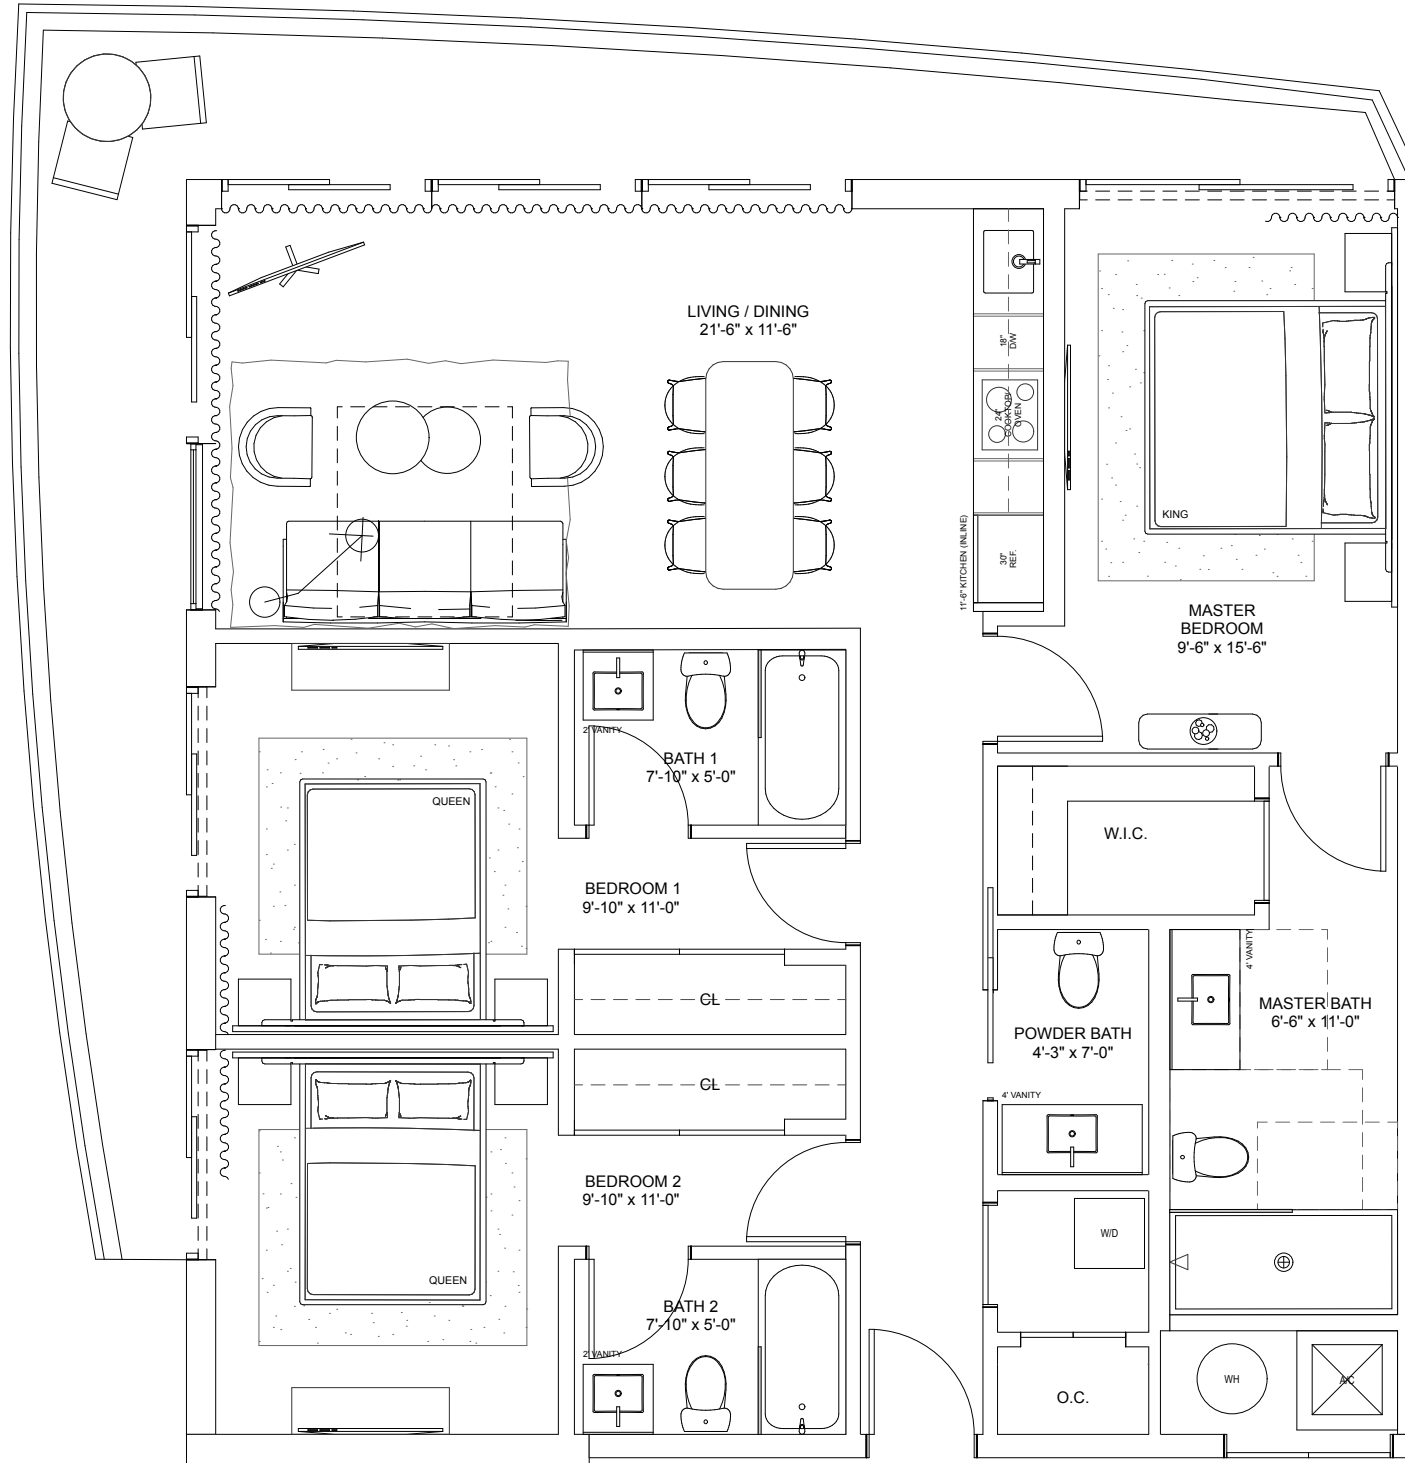 LIVING / DINING
21'-6" x 11'-6"
18"
DW
24"
COOKTOP/
OVEN
30"
REF.
11'-6" KITCHEN (INLINE)
KING
MASTER
BEDROOM
9'-6" x 15'-6"
2' VANITY
BATH 1
7'-10" x 5'-0"
QUEEN
W.I.C.
BEDROOM 1
9'-10" x 11'-0"
CL
4' VANITY
MASTER BATH
6'-6" x 11'-0"
POWDER BATH
4'-3" x 7'-0"
CL
4' VANITY
BEDROOM 2
9'-10" x 11'-0"
W/D
QUEEN
BATH 2
7'-10" x 5'-0"
2' VANITY
WH
A/C
O.C.